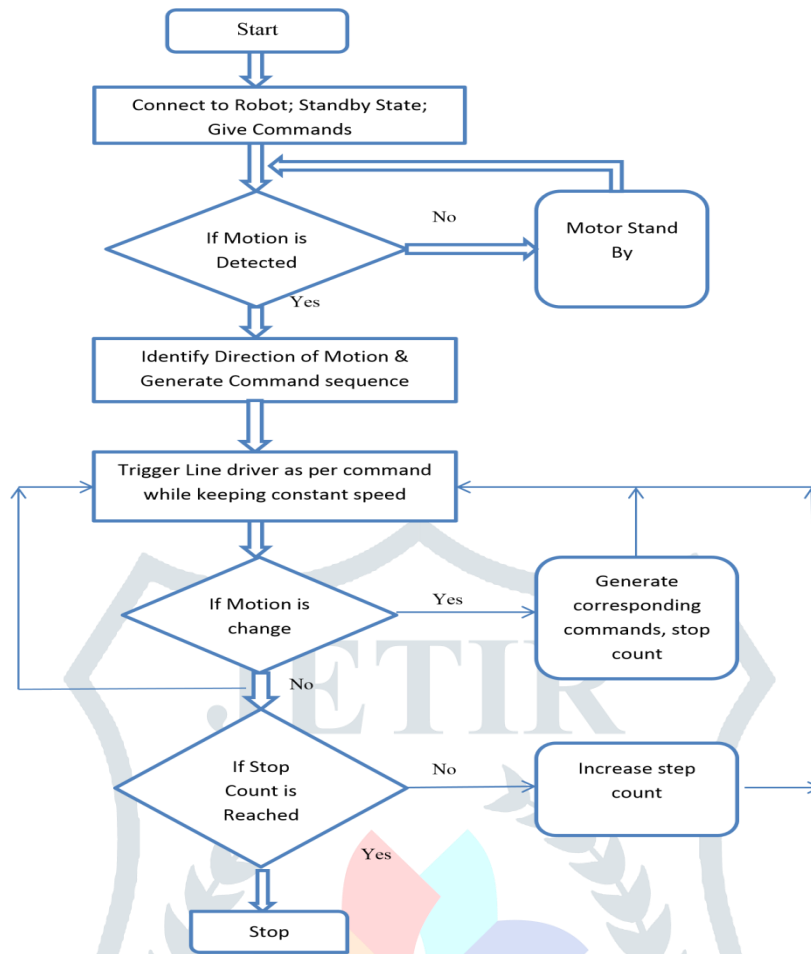 Start
Connect to Robot; Standby State;
Give Commands
If Motion is
Detected
No
Motor Stand
By
Yes
Identify Direction of Motion &
Generate Command sequence
Trigger Line driver as per command
while keeping constant speed
If Motion is
change
Yes
Generate
corresponding
commands, stop
count
No
JETIR
If Stop
Count is
Reached
No
Increase step
count
Yes
Stop